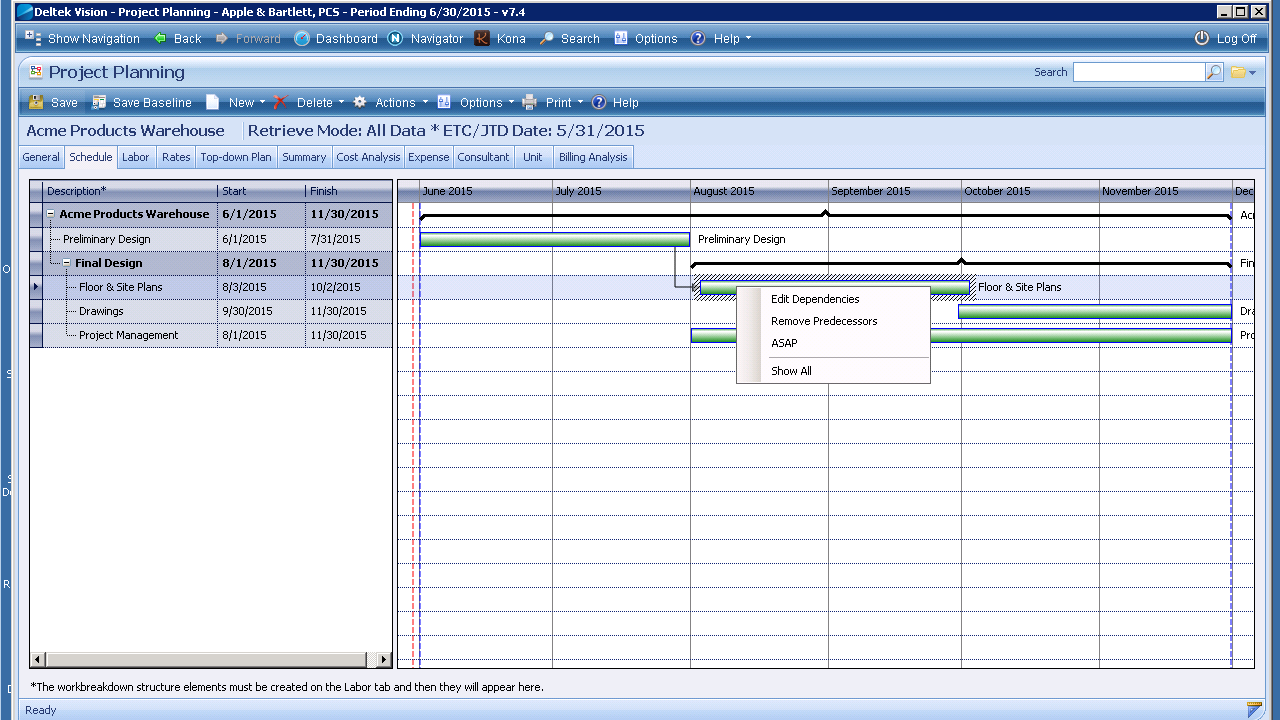 Deltek Vision - Project Planning - Apple & Bartlett, PCS - Period Ending 6/30/2015 - v7.4
Show Navigation Back Forward Dashboard Navigator Kona Search Options Help Log Off
Project Planning Search
Save Save Baseline New Delete Actions Options Print Help
Acme Products Warehouse Retrieve Mode: All Data * ETC/JTD Date: 5/31/2015
General Schedule Labor Rates Top-down Plan Summary Cost Analysis Expense Consultant Unit Billing Analysis
Description* Start Finish June 2015 July 2015 August 2015 September 2015 October 2015 November 2015 Dec
Acme Products Warehouse 6/1/2015 11/30/2015 Acr
Preliminary Design 6/1/2015 7/31/2015 Preliminary Design
Final Design 8/1/2015 11/30/2015 Fin
Floor & Site Plans 8/3/2015 10/2/2015 Floor & Site Plans
Drawings 9/30/2015 11/30/2015 Dra
Project Management 8/1/2015 11/30/2015 Pro
Edit Dependencies
Remove Predecessors
ASAP
Show All
*The workbreakdown structure elements must be created on the Labor tab and then they will appear here.
Ready